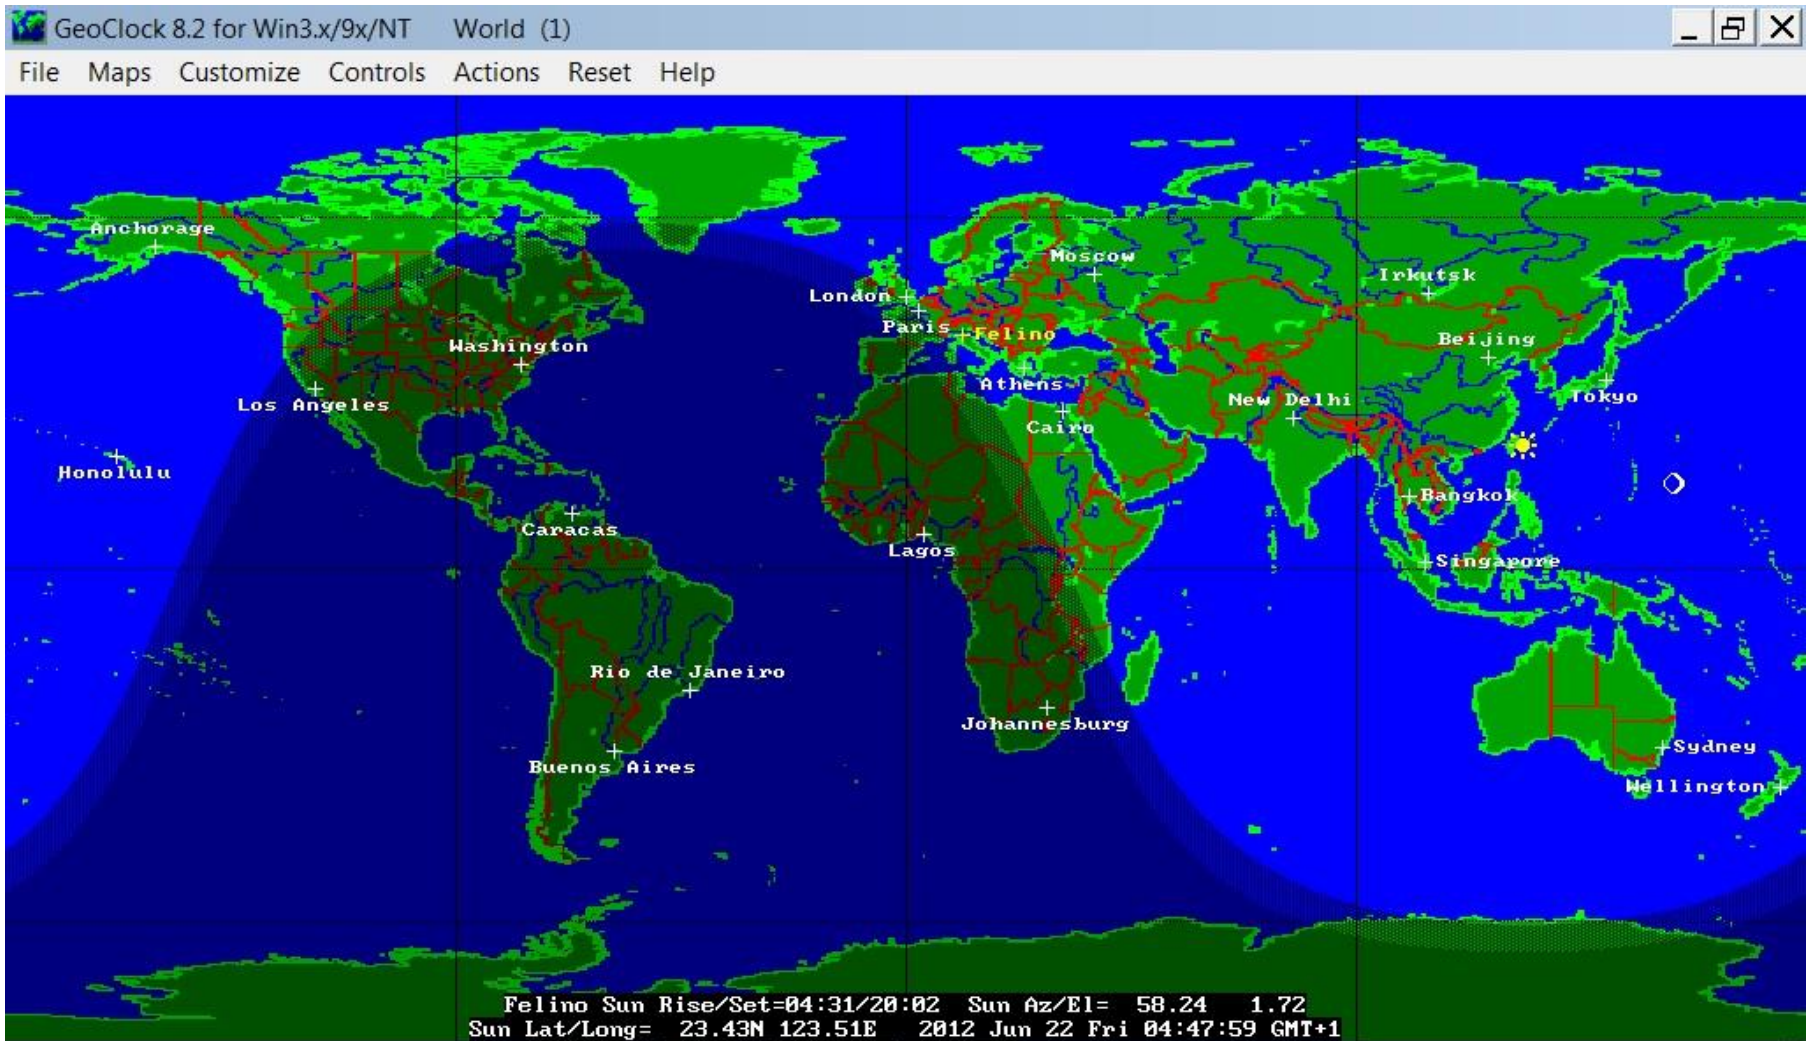 GeoClock 8.2 for Win3.x/9x/NT World (1)
File Maps Customize Controls Actions Reset Help
Anchorage
Moscow
Irkutsk
London
Paris
Felino
Beijing
Washington
Athens
New Delhi
Tokyo
Los Angeles
Cairo
Honolulu
Bangkok
Caracas
Lagos
Singapore
Rio de Janeiro
Johannesburg
Sydney
Buenos Aires
Wellington
Felino Sun Rise/Set=04:31/20:02 Sun Az/El= 58.24 1.72
Sun Lat/Long= 23.43N 123.51E 2012 Jun 22 Fri 04:47:59 GMT+1